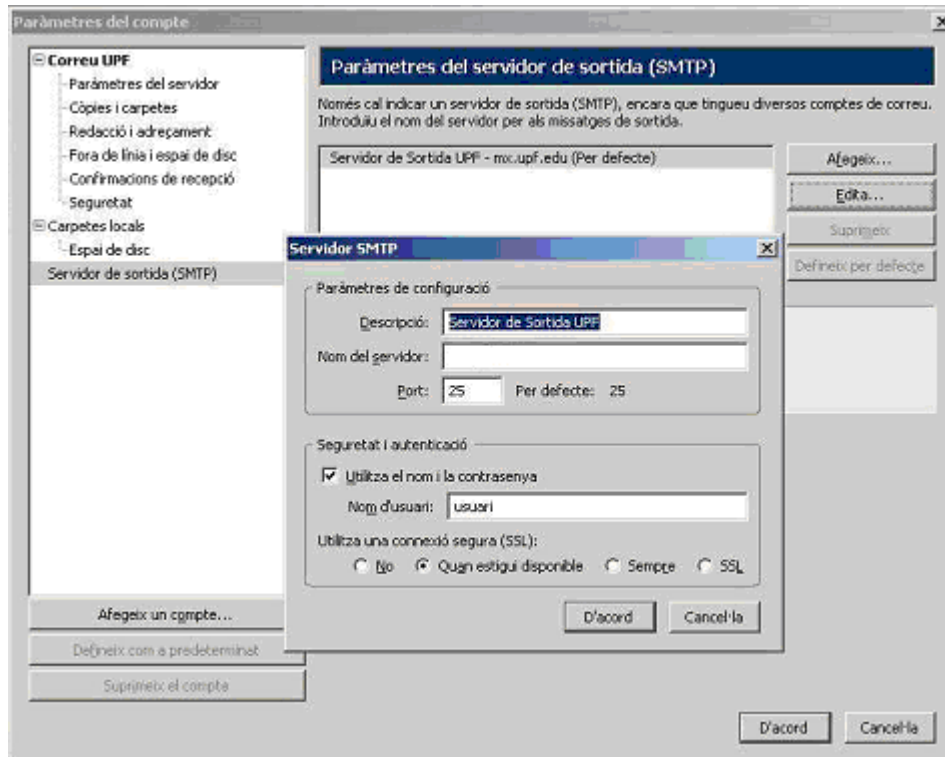 Paràmetres del compte
Correu UPF
Paràmetres del servidor
Còpies i carpetes
Redacció i adreçament
Fora de línia i espai de disc
Confirmacions de recepció
Seguretat
Carpetes locals
Espai de disc
Servidor de sortida (SMTP)
Afegeix un compte...
Defineix com a predeterminat
Suprimeix el compte
Paràmetres del servidor de sortida (SMTP)
Només cal indicar un servidor de sortida (SMTP), encara que tingueu diversos comptes de correu.
Introduïu el nom del servidor per als missatges de sortida.
Servidor de Sortida UPF - mx.upf.edu (Per defecte)
Afegeix...
Edita...
Suprimeix
Defineix per defecte
Servidor SMTP
Paràmetres de configuració
Descripció: Servidor de Sortida UPF
Nom del servidor:
Port: 25 Per defecte: 25
Seguretat i autenticació
Utilitza el nom i la contrasenya
Nom d'usuari: usuari
Utilitza una connexió segura (SSL):
No Quan estigui disponible Sempre SSL
D'acord Cancel·la
D'acord Cancel·la